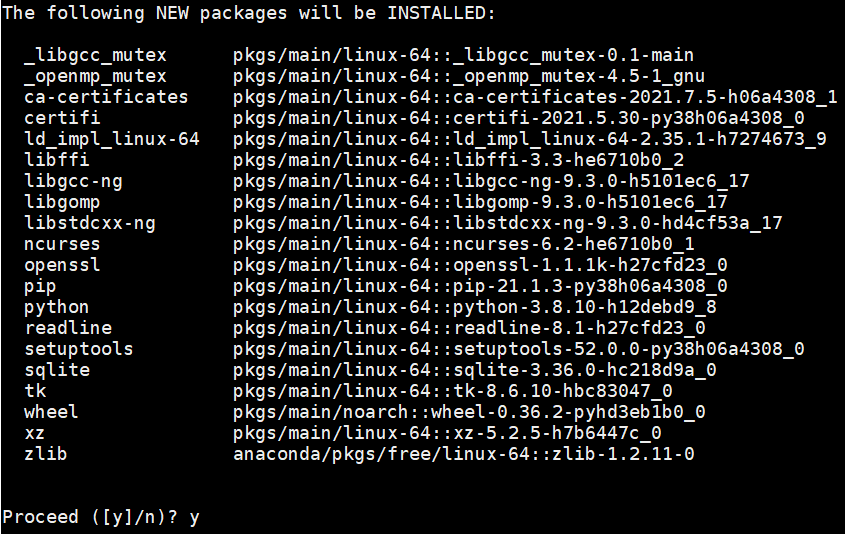 The following NEW packages will be INSTALLED:
_libgcc_mutex pkgs/main/linux-64::_libgcc_mutex-0.1-main
_openmp_mutex pkgs/main/linux-64::_openmp_mutex-4.5-1_gnu
ca-certificates pkgs/main/linux-64::ca-certificates-2021.7.5-h06a4308_1
certifi pkgs/main/linux-64::certifi-2021.5.30-py38h06a4308_0
ld_impl_linux-64 pkgs/main/linux-64::ld_impl_linux-64-2.35.1-h7274673_9
libffi pkgs/main/linux-64::libffi-3.3-he6710b0_2
libgcc-ng pkgs/main/linux-64::libgcc-ng-9.3.0-h5101ec6_17
libgomp pkgs/main/linux-64::libgomp-9.3.0-h5101ec6_17
libstdcxx-ng pkgs/main/linux-64::libstdcxx-ng-9.3.0-hd4cf53a_17
ncurses pkgs/main/linux-64::ncurses-6.2-he6710b0_1
openssl pkgs/main/linux-64::openssl-1.1.1k-h27cfd23_0
pip pkgs/main/linux-64::pip-21.1.3-py38h06a4308_0
python pkgs/main/linux-64::python-3.8.10-h12debd9_8
readline pkgs/main/linux-64::readline-8.1-h27cfd23_0
setuptools pkgs/main/linux-64::setuptools-52.0.0-py38h06a4308_0
sqlite pkgs/main/linux-64::sqlite-3.36.0-hc218d9a_0
tk pkgs/main/linux-64::tk-8.6.10-hbc83047_0
wheel pkgs/main/noarch::wheel-0.36.2-pyhd3eb1b0_0
xz pkgs/main/linux-64::xz-5.2.5-h7b6447c_0
zlib anaconda/pkgs/free/linux-64::zlib-1.2.11-0
Proceed ([y]/n)? y